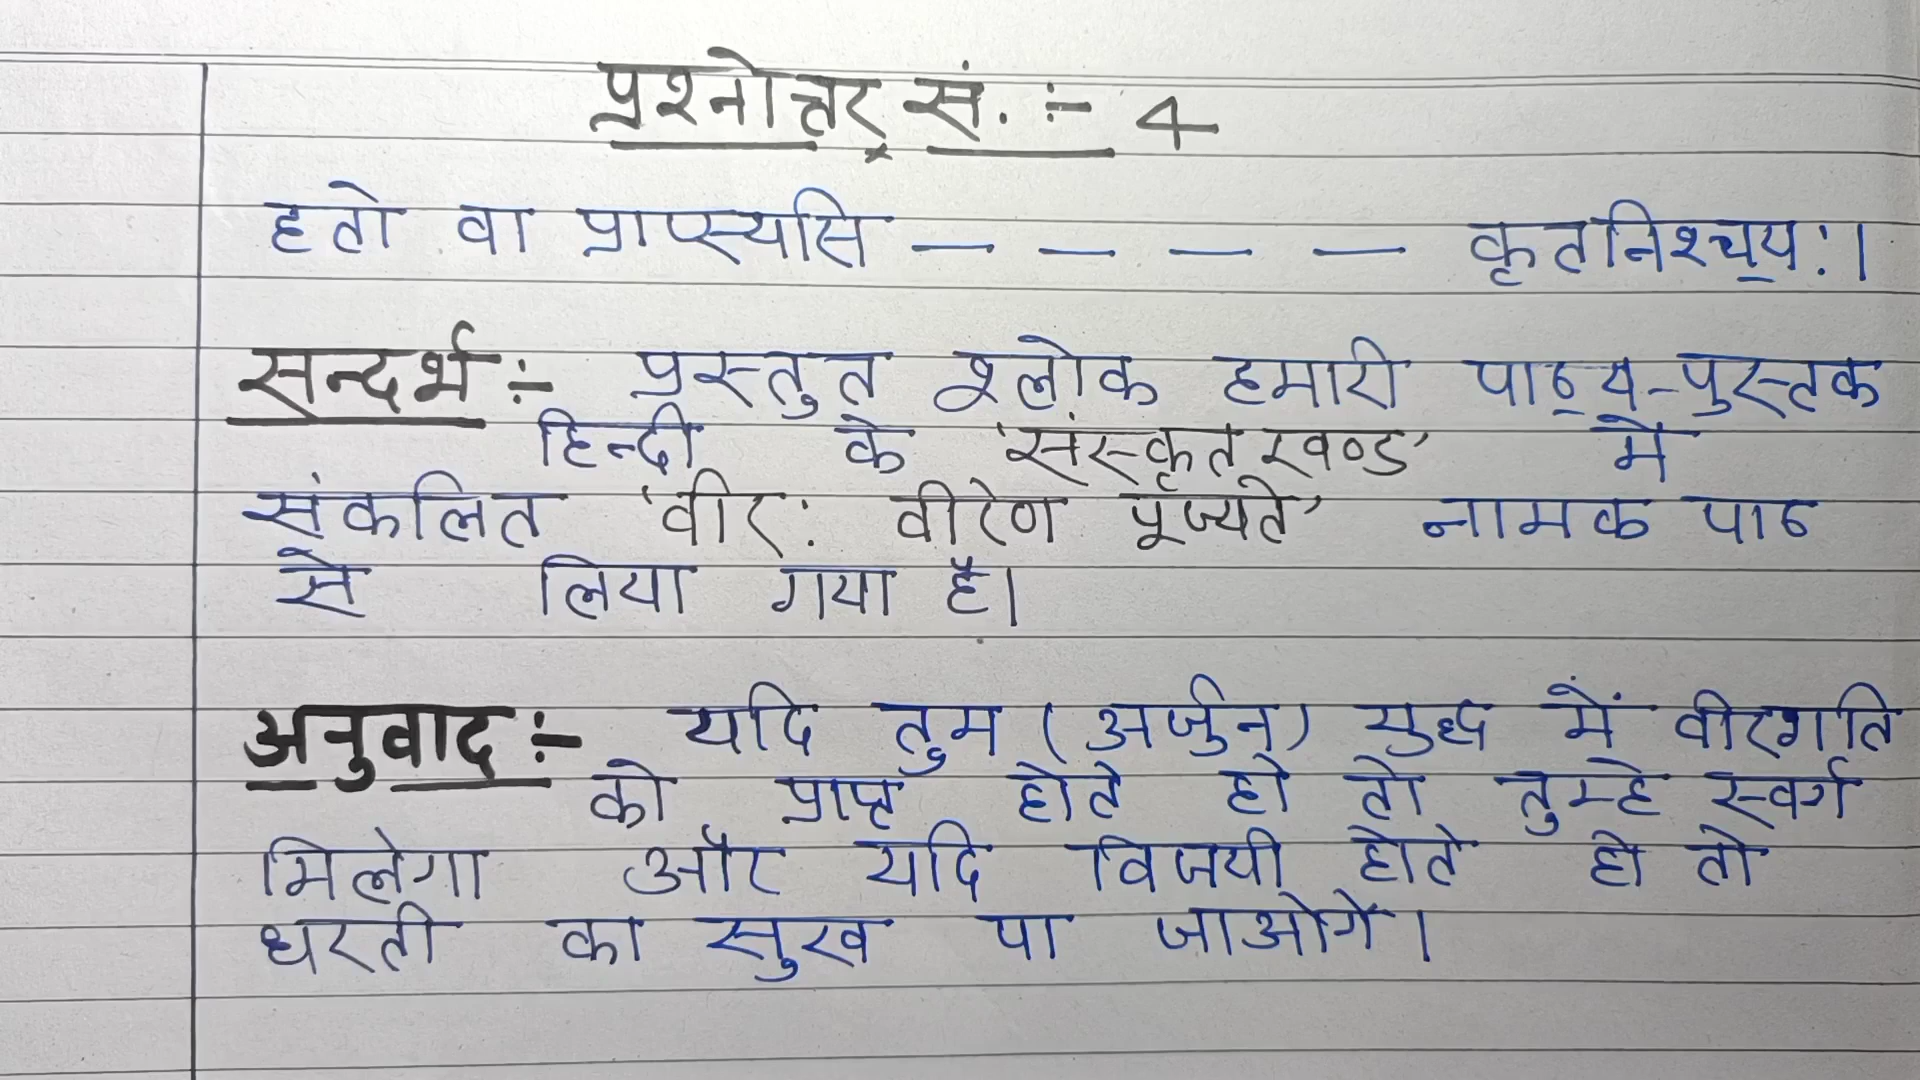 प्रश्नोत्तर सं. :- 4
हतो वा प्राप्स्यसि — — — — कृतनिश्चयः।
सन्दर्भ :- प्रस्तुत श्लोक हमारी पाठ्य-पुस्तक
हिन्दी के 'संस्कृत खण्ड' में
संकलित 'वीरः वीरेण पूज्यते' नामक पाठ
से लिया गया है।
अनुवाद :- यदि तुम (अर्जुन) युद्ध में वीरगति
को प्राप्त होते हो तो तुम्हे स्वर्ग
मिलेगा और यदि विजयी होते हो तो
धरती का सुख पा जाओगे।